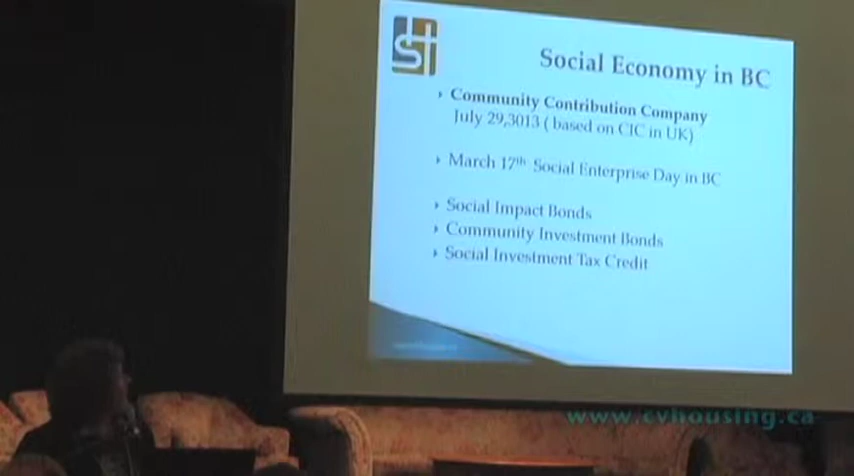 Social Economy in BC
Community Contribution Company
July 29,3013 ( based on CIC in UK)
March 17th Social Enterprise Day in BC
Social Impact Bonds
Community Investment Bonds
Social Investment Tax Credit
www.cvhousing.ca